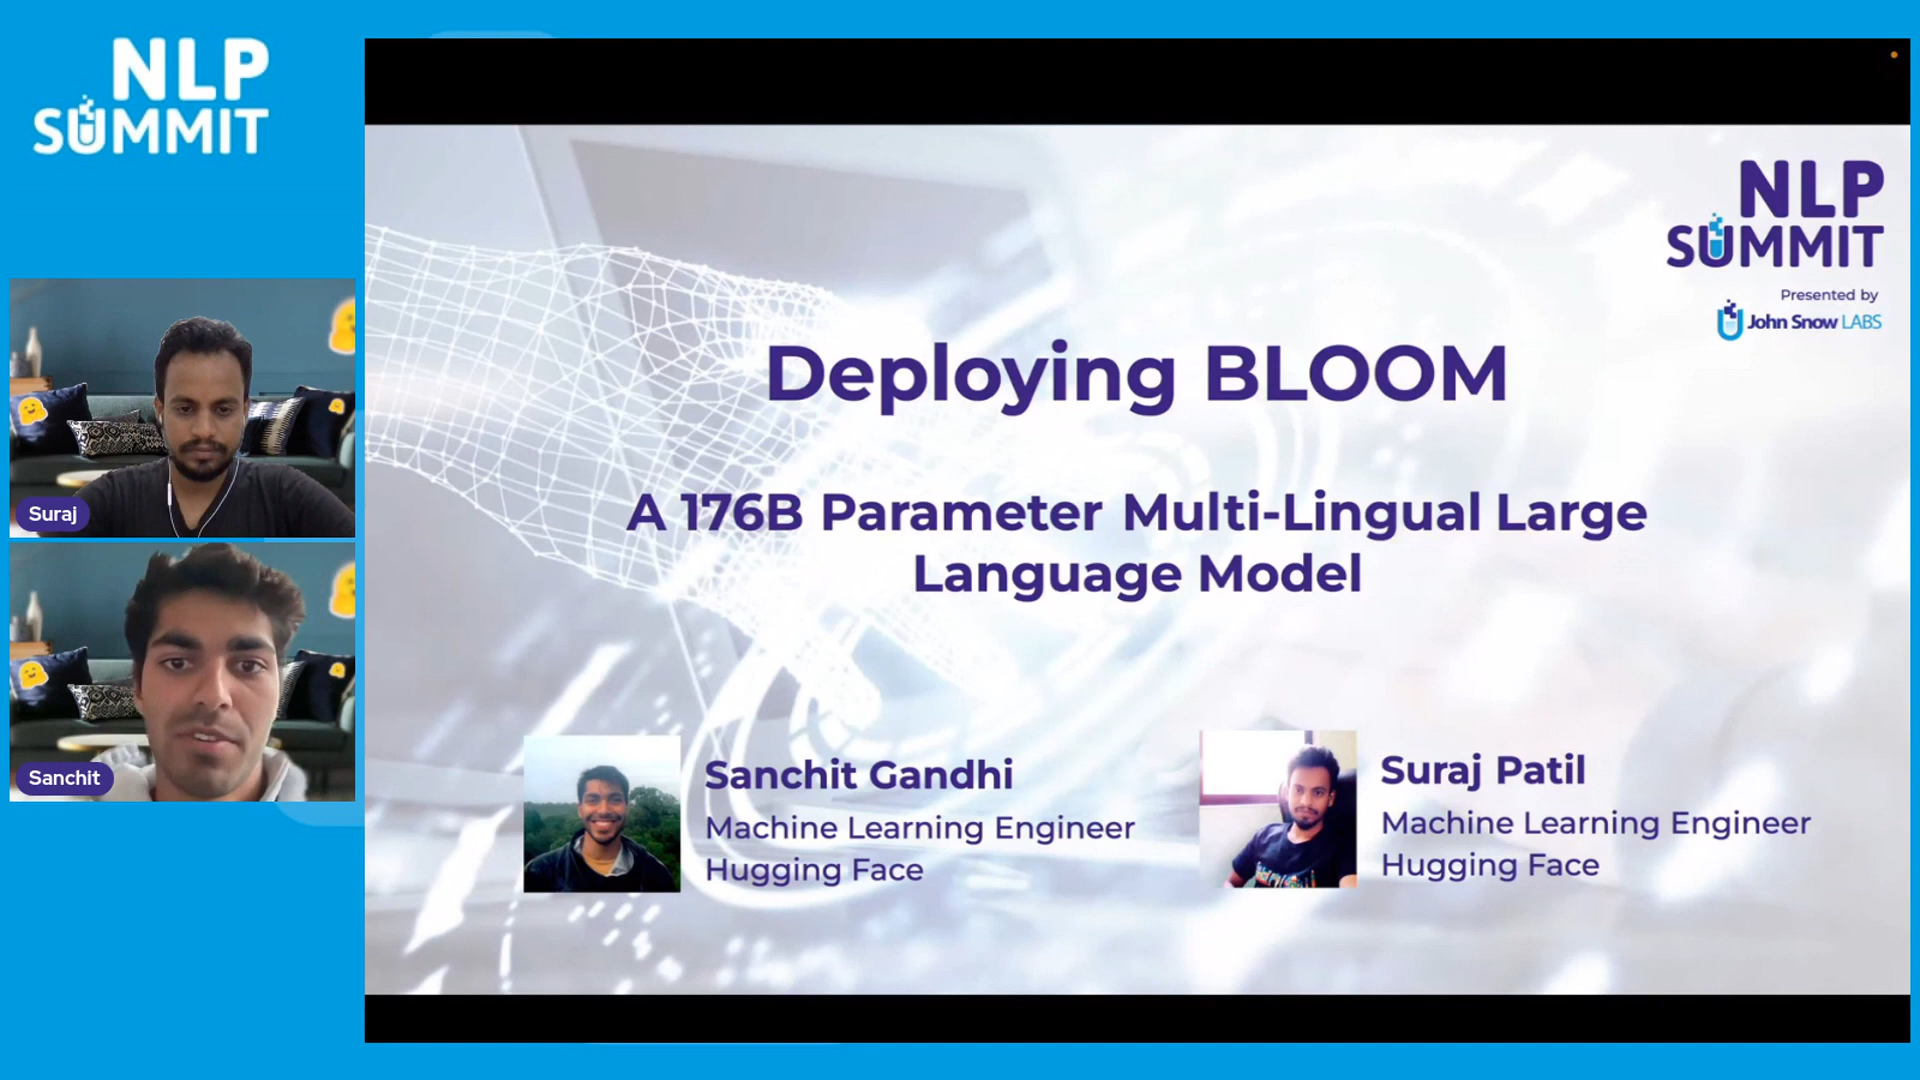 NLP
SUMMIT
NLP
SUMMIT
Presented by
John Snow LABS
Deploying BLOOM
A 176B Parameter Multi-Lingual Large
Language Model
Suraj
Sanchit
Sanchit Gandhi
Machine Learning Engineer
Hugging Face
Suraj Patil
Machine Learning Engineer
Hugging Face